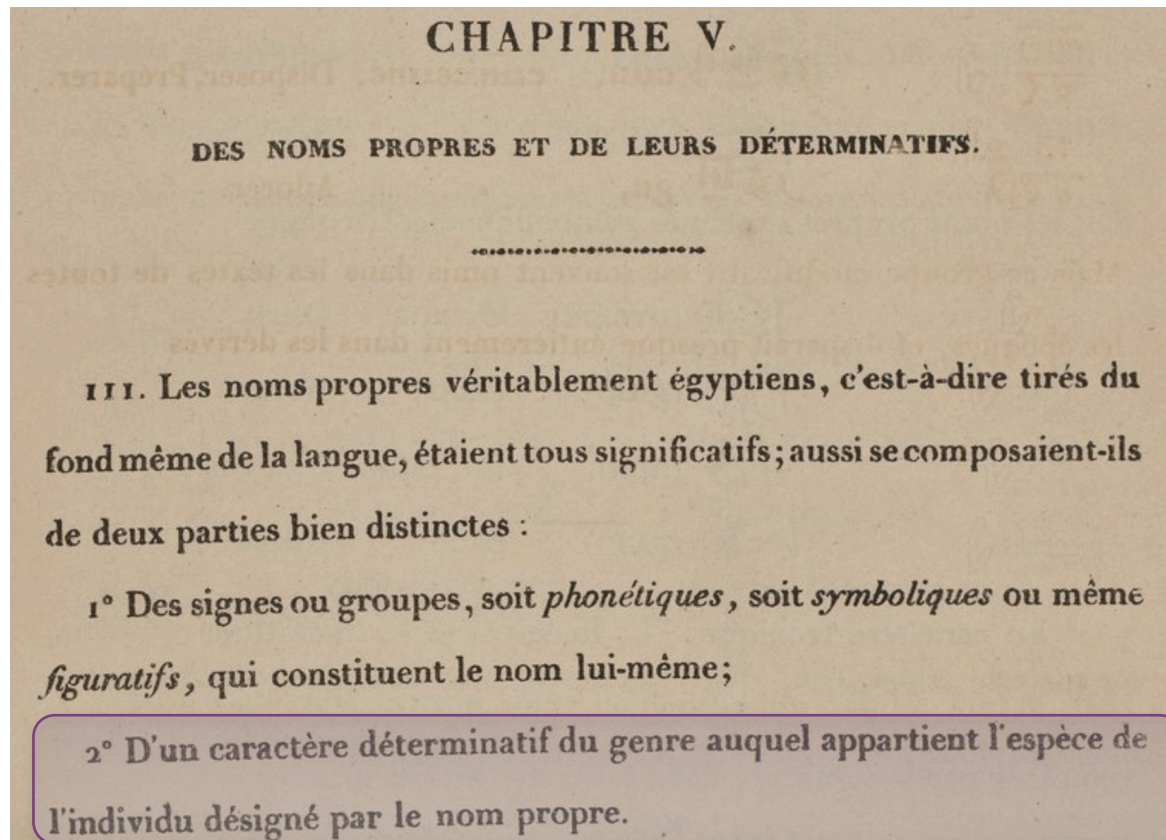 CHAPITRE V.
DES NOMS PROPRES ET DE LEURS DÉTERMINATIFS.
111. Les noms propres véritablement égyptiens, c'est-à-dire tirés du
fond même de la langue, étaient tous significatifs; aussi se composaient-ils
de deux parties bien distinctes :
1° Des signes ou groupes, soit phonétiques, soit symboliques ou même
figuratifs, qui constituent le nom lui-même;
2° D'un caractère déterminatif du genre auquel appartient l'espèce de
l'individu désigné par le nom propre.